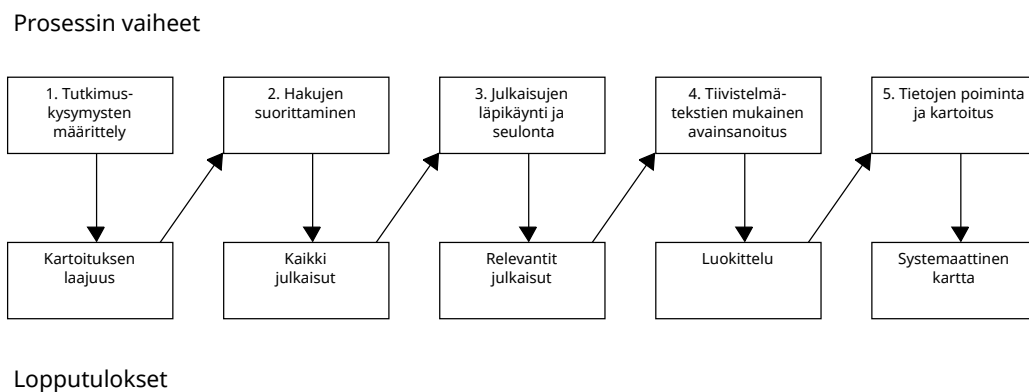 Prosessin vaiheet
1. Tutkimus-
kysymysten
määrittely
2. Hakujen
suorittaminen
3. Julkaisujen
läpikäynti ja
seulonta
4. Tiivistelmä-
tekstien mukainen
avainsanoitus
5. Tietojen poiminta
ja kartoitus
Kartoituksen
laajuus
Kaikki
julkaisut
Relevantit
julkaisut
Luokittelu
Systemaattinen
kartta
Lopputulokset